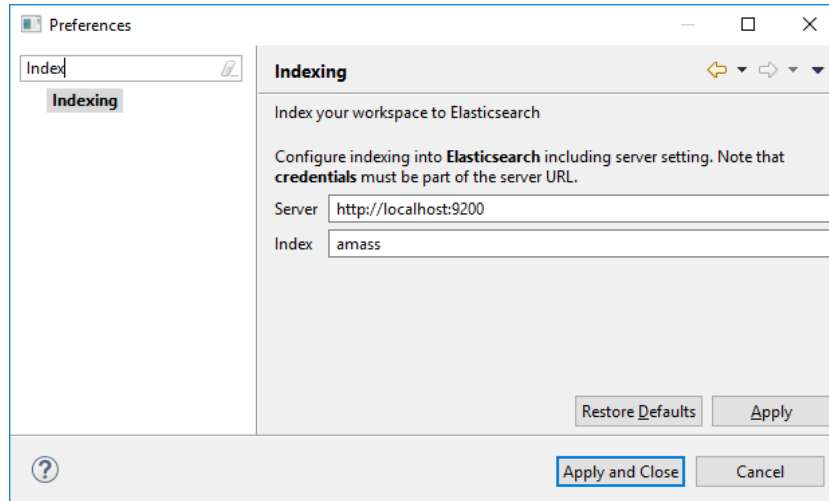 Preferences
Index
Indexing
Indexing
Index your workspace to Elasticsearch
Configure indexing into Elasticsearch including server setting. Note that
credentials must be part of the server URL.
Server http://localhost:9200
Index amass
Restore Defaults Apply
Apply and Close Cancel